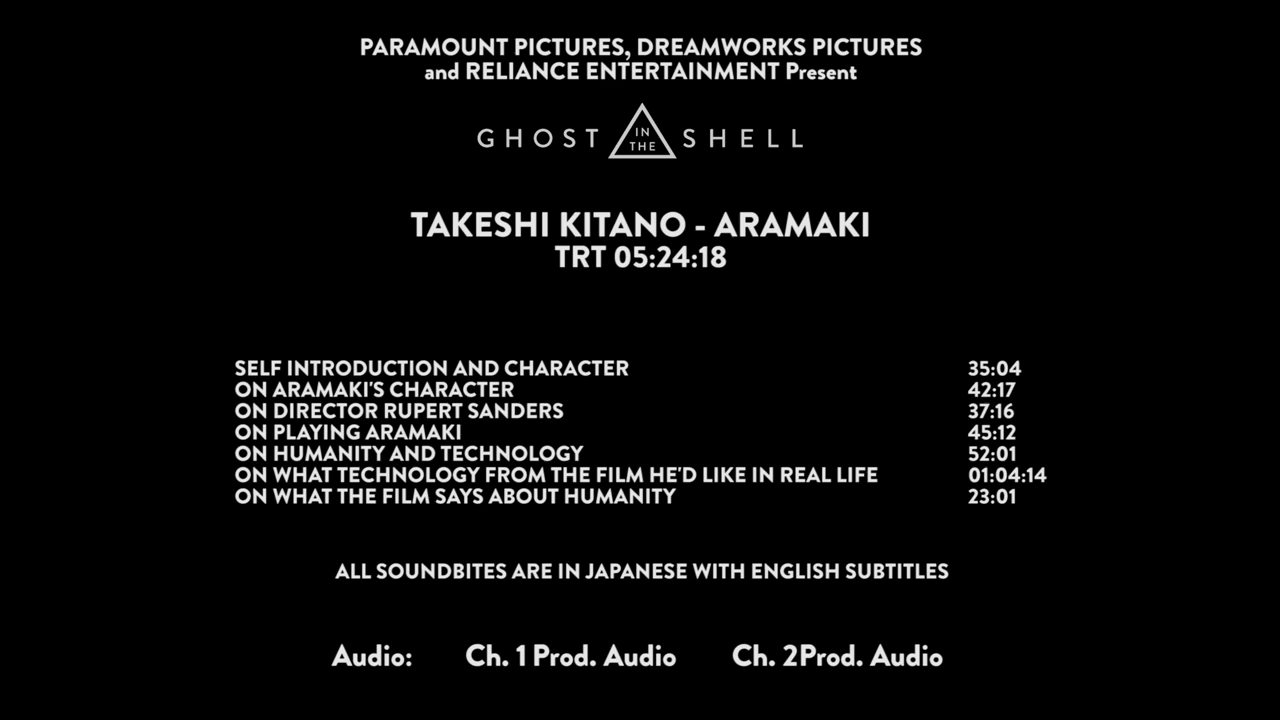 PARAMOUNT PICTURES, DREAMWORKS PICTURES
and RELIANCE ENTERTAINMENT Present
GHOST IN THE SHELL
TAKESHI KITANO - ARAMAKI
TRT 05:24:18
SELF INTRODUCTION AND CHARACTER 35:04
ON ARAMAKI'S CHARACTER 42:17
ON DIRECTOR RUPERT SANDERS 37:16
ON PLAYING ARAMAKI 45:12
ON HUMANITY AND TECHNOLOGY 52:01
ON WHAT TECHNOLOGY FROM THE FILM HE'D LIKE IN REAL LIFE 01:04:14
ON WHAT THE FILM SAYS ABOUT HUMANITY 23:01
ALL SOUNDBITES ARE IN JAPANESE WITH ENGLISH SUBTITLES
Audio: Ch. 1 Prod. Audio Ch. 2Prod. Audio